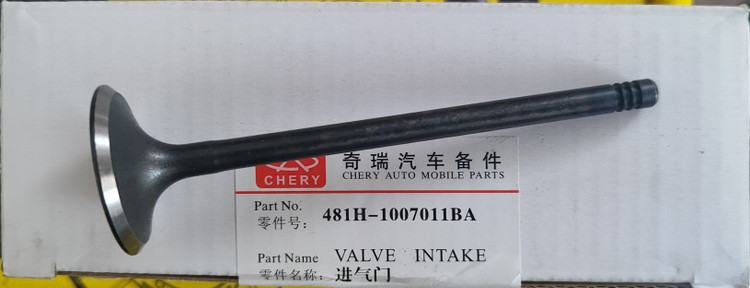 奇瑞汽车备件
CHERY
CHERY AUTO MOBILE PARTS
Part No.
零件号: 481H-1007011BA
Part Name VALVE INTAKE
零件名称: 进气门